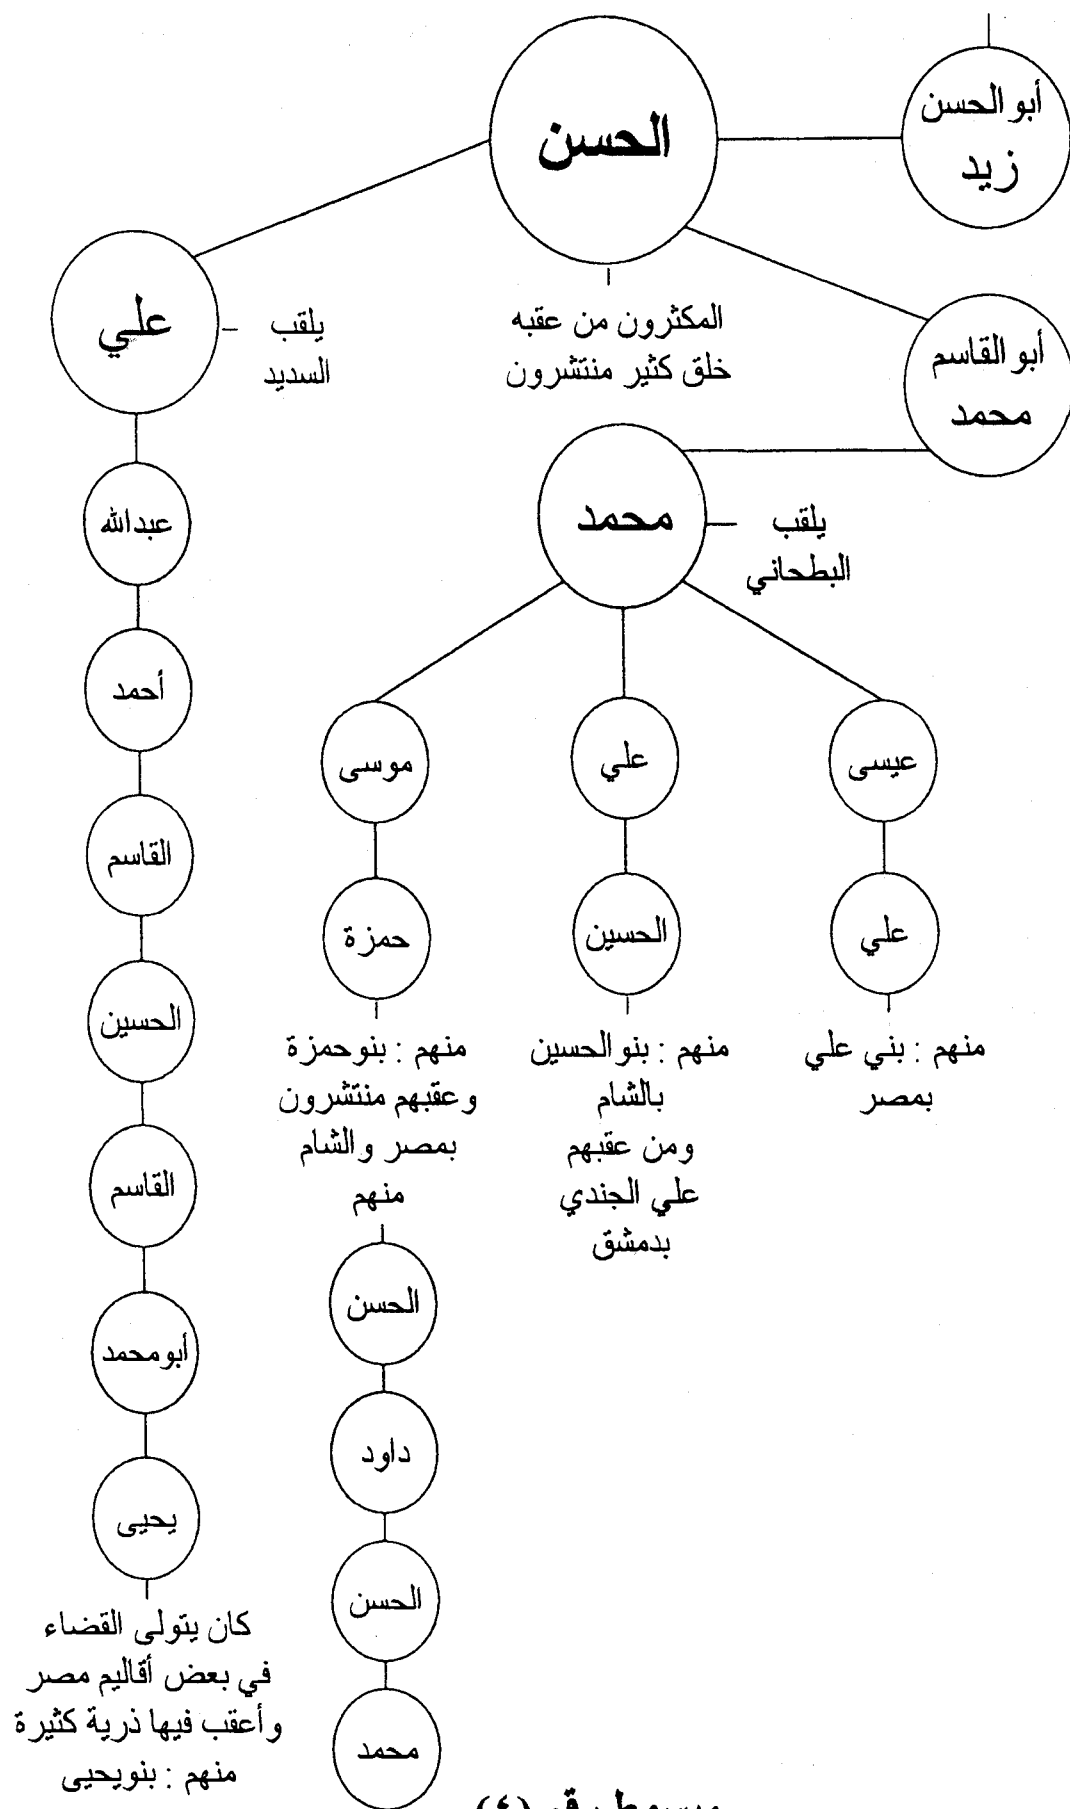 أبو الحسن
زيد
الحسن
المكثرون من عقبه
خلق كثير منتشرون
أبو القاسم
محمد
علي
يلقب
السديد
محمد
يلقب
البطحاني
عيسى
علي
منهم : بني علي
بمصر
علي
الحسين
منهم : بنو الحسين
بالشام
ومن عقبهم
علي الجندي
بدمشق
موسى
حمزة
منهم : بنوحمزة
وعقبهم منتشرون
بمصر والشام
منهم
الحسن
داود
الحسن
محمد
عبدالله
أحمد
القاسم
الحسين
القاسم
أبومحمد
يحيى
كان يتولى القضاء
في بعض أقاليم مصر
وأعقب فيها ذرية كثيرة
منهم : بنويحيى
(٤)